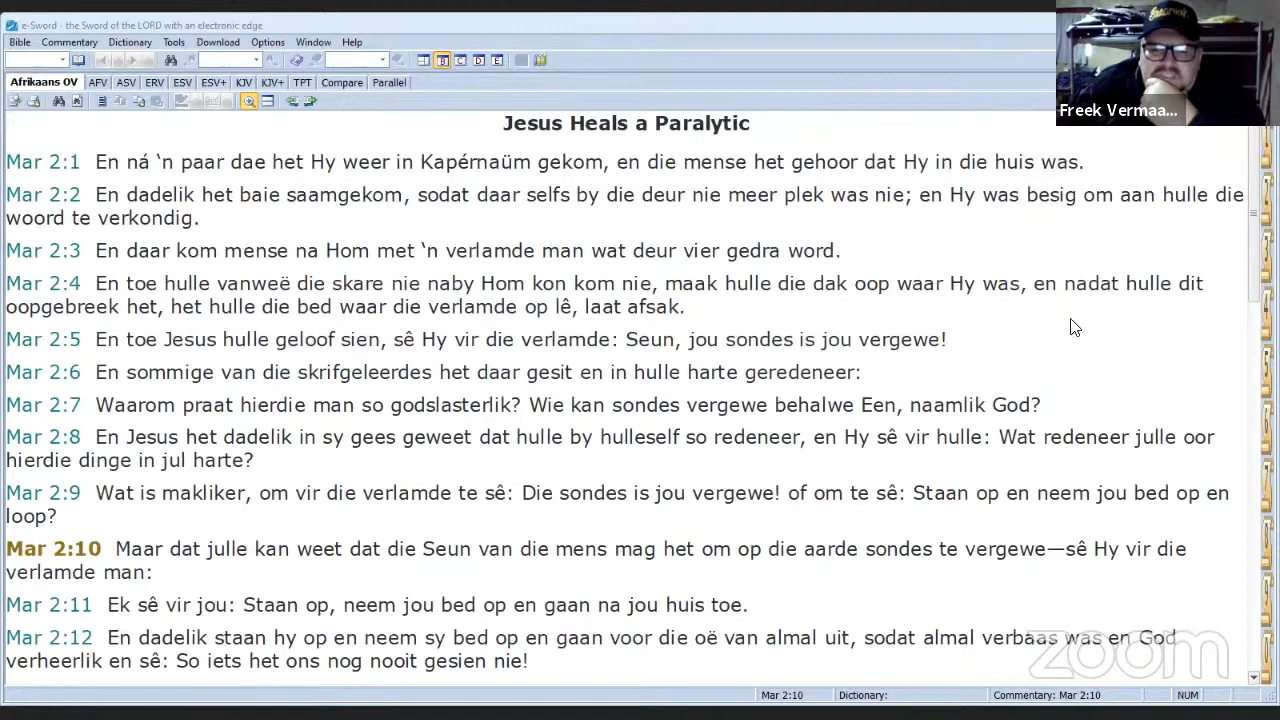 e-Sword - the Sword of the LORD with an electronic edge
Bible Commentary Dictionary Tools Download Options Window Help
B C D E
Afrikaans OV AFV ASV ERV ESV ESV+ KJV KJV+ TPT Compare Parallel
Freek Vermaa...
Jesus Heals a Paralytic
Mar 2:1 En ná ‘n paar dae het Hy weer in Kapérnaüm gekom, en die mense het gehoor dat Hy in die huis was.
Mar 2:2 En dadelik het baie saamgekom, sodat daar selfs by die deur nie meer plek was nie; en Hy was besig om aan hulle die
woord te verkondig.
Mar 2:3 En daar kom mense na Hom met ‘n verlamde man wat deur vier gedra word.
Mar 2:4 En toe hulle vanweë die skare nie naby Hom kon kom nie, maak hulle die dak oop waar Hy was, en nadat hulle dit
oopgebreek het, het hulle die bed waar die verlamde op lê, laat afsak.
Mar 2:5 En toe Jesus hulle geloof sien, sê Hy vir die verlamde: Seun, jou sondes is jou vergewe!
Mar 2:6 En sommige van die skrifgeleerdes het daar gesit en in hulle harte geredeneer:
Mar 2:7 Waarom praat hierdie man so godslasterlik? Wie kan sondes vergewe behalwe Een, naamlik God?
Mar 2:8 En Jesus het dadelik in sy gees geweet dat hulle by hulleself so redeneer, en Hy sê vir hulle: Wat redeneer julle oor
hierdie dinge in jul harte?
Mar 2:9 Wat is makliker, om vir die verlamde te sê: Die sondes is jou vergewe! of om te sê: Staan op en neem jou bed op en
loop?
Mar 2:10 Maar dat julle kan weet dat die Seun van die mens mag het om op die aarde sondes te vergewe—sê Hy vir die
verlamde man:
Mar 2:11 Ek sê vir jou: Staan op, neem jou bed op en gaan na jou huis toe.
Mar 2:12 En dadelik staan hy op en neem sy bed op en gaan voor die oë van almal uit, sodat almal verbaas was en God
verheerlik en sê: So iets het ons nog nooit gesien nie!
zoom
Mar 2:10 Dictionary: Commentary: Mar 2:10 NUM